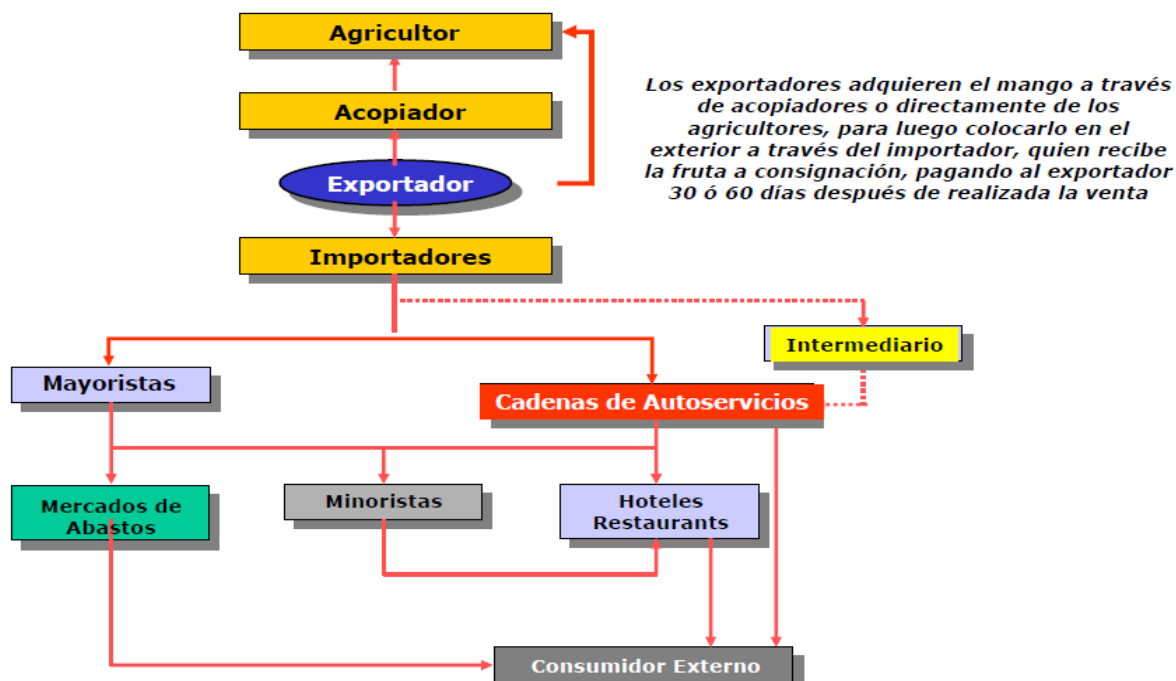 Agricultor
Los exportadores adquieren el mango a través
de acopiadores o directamente de los
agricultores, para luego colocarlo en el
exterior a través del importador, quien recibe
la fruta a consignación, pagando al exportador
30 ó 60 días después de realizada la venta
Acopiador
Exportador
Importadores
Intermediario
Mayoristas
Cadenas de Autoservicios
Mercados de
Abastos
Minoristas
Hoteles
Restaurants
Consumidor Externo